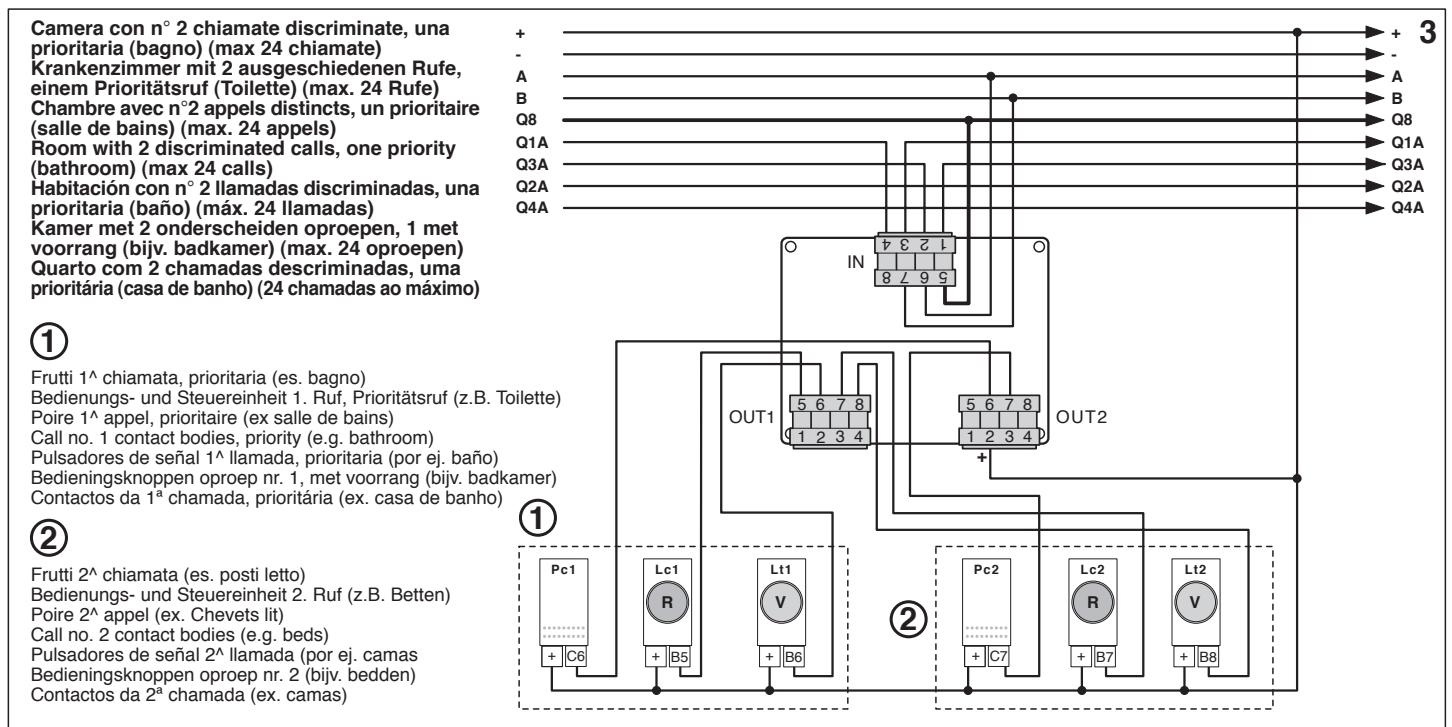 Camera con n° 2 chiamate discriminate, una
prioritaria (bagno) (max 24 chiamate)
Krankenzimmer mit 2 ausgeschiedenen Rufe,
einem Prioritätsruf (Toilette) (max. 24 Rufe)
Chambre avec n°2 appels distincts, un prioritaire
(salle de bains) (max. 24 appels)
Room with 2 discriminated calls, one priority
(bathroom) (max 24 calls)
Habitación con n° 2 llamadas discriminadas, una
prioritaria (baño) (máx. 24 llamadas)
Kamer met 2 onderscheiden oproepen, 1 met
voorrang (bijv. badkamer) (max. 24 oproepen)
Quarto com 2 chamadas descriminadas, uma
prioritária (casa de banho) (24 chamadas ao máximo)
1
Frutti 1^ chiamata, prioritaria (es. bagno)
Bedienungs- und Steuereinheit 1. Ruf, Prioritätsruf (z.B. Toilette)
Poire 1^ appel, prioritaire (ex salle de bains)
Call no. 1 contact bodies, priority (e.g. bathroom)
Pulsadores de señal 1^ llamada, prioritaria (por ej. baño)
Bedieningsknoppen oproep nr. 1, met voorrang (bijv. badkamer)
Contactos da 1ª chamada, prioritária (ex. casa de banho)
2
Frutti 2^ chiamata (es. posti letto)
Bedienungs- und Steuereinheit 2. Ruf (z.B. Betten)
Poire 2^ appel (ex. Chevets lit)
Call no. 2 contact bodies (e.g. beds)
Pulsadores de señal 2^ llamada (por ej. camas
Bedieningsknoppen oproep nr. 2 (bijv. bedden)
Contactos da 2ª chamada (ex. camas)
3
+ +
- -
A A
B B
Q8 Q8
Q1A Q1A
Q3A Q3A
Q2A Q2A
Q4A Q4A
4 3 2 1
IN
8 7 6 5
5 6 7 8
OUT1
1 2 3 4
5 6 7 8
OUT2
1 2 3 4
+
1
Pc1 Lc1 Lt1
R V
+ C6 + B5 + B6
2
Pc2 Lc2 Lt2
R V
+ C7 + B7 + B8